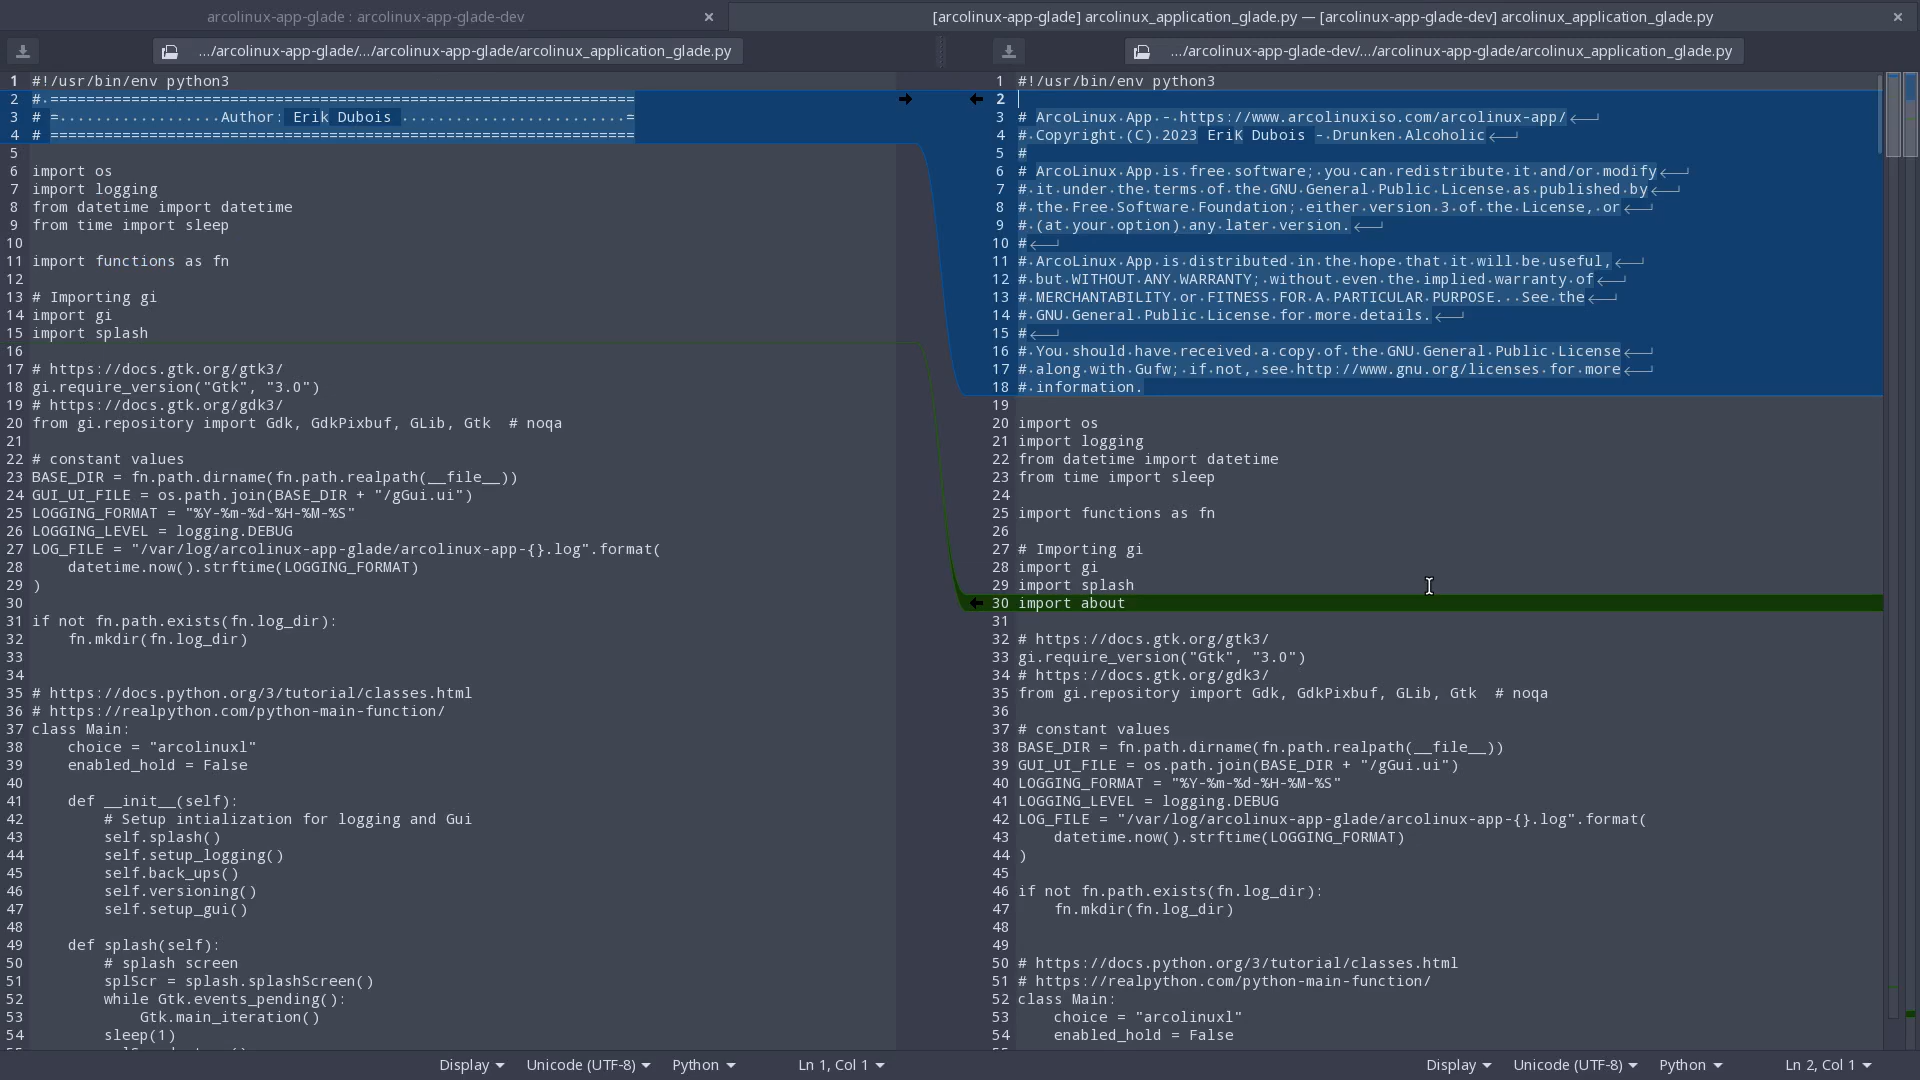 arcolinux-app-glade : arcolinux-app-glade-dev
[arcolinux-app-glade] arcolinux_application_glade.py — [arcolinux-app-glade-dev] arcolinux_application_glade.py
.../arcolinux-app-glade/.../arcolinux-app-glade/arcolinux_application_glade.py
.../arcolinux-app-glade-dev/.../arcolinux-app-glade/arcolinux_application_glade.py
1 #!/usr/bin/env python3
2 #.=================================================================
3 # =..................Author: Erik Dubois .........................=
4 # =================================================================
5
6 import os
7 import logging
8 from datetime import datetime
9 from time import sleep
10
11 import functions as fn
12
13 # Importing gi
14 import gi
15 import splash
16
17 # https://docs.gtk.org/gtk3/
18 gi.require_version("Gtk", "3.0")
19 # https://docs.gtk.org/gdk3/
20 from gi.repository import Gdk, GdkPixbuf, GLib, Gtk  # noqa
21
22 # constant values
23 BASE_DIR = fn.path.dirname(fn.path.realpath(__file__))
24 GUI_UI_FILE = os.path.join(BASE_DIR + "/gGui.ui")
25 LOGGING_FORMAT = "%Y-%m-%d-%H-%M-%S"
26 LOGGING_LEVEL = logging.DEBUG
27 LOG_FILE = "/var/log/arcolinux-app-glade/arcolinux-app-{}.log".format(
28     datetime.now().strftime(LOGGING_FORMAT)
29 )
30
31 if not fn.path.exists(fn.log_dir):
32     fn.mkdir(fn.log_dir)
33
34
35 # https://docs.python.org/3/tutorial/classes.html
36 # https://realpython.com/python-main-function/
37 class Main:
38     choice = "arcolinuxl"
39     enabled_hold = False
40
41     def __init__(self):
42         # Setup intialization for logging and Gui
43         self.splash()
44         self.setup_logging()
45         self.back_ups()
46         self.versioning()
47         self.setup_gui()
48
49     def splash(self):
50         # splash screen
51         splScr = splash.splashScreen()
52         while Gtk.events_pending():
53             Gtk.main_iteration()
54         sleep(1)
1 #!/usr/bin/env python3
2
3 # ArcoLinux App.-.https://www.arcolinuxiso.com/arcolinux-app/
4 #.Copyright.(C).2023 EriK Dubois -.Drunken.Alcoholic
5 #
6 # ArcoLinux.App.is.free.software;.you.can.redistribute.it.and/or.modify
7 #.it.under.the.terms.of.the.GNU.General.Public.License.as.published.by
8 #.the.Free.Software.Foundation;.either.version.3.of.the.License,.or
9 #.(at.your.option).any.later.version.
10 #
11 #.ArcoLinux.App.is.distributed.in.the.hope.that.it.will.be.useful,
12 #.but.WITHOUT.ANY.WARRANTY;.without.even.the.implied.warranty.of
13 #.MERCHANTABILITY.or.FITNESS.FOR.A.PARTICULAR.PURPOSE...See.the
14 #.GNU.General.Public.License.for.more.details.
15 #
16 #.You.should.have.received.a.copy.of.the.GNU.General.Public.License
17 #.along.with.Gufw;.if.not,.see.http://www.gnu.org/licenses.for.more
18 #.information.
19
20 import os
21 import logging
22 from datetime import datetime
23 from time import sleep
24
25 import functions as fn
26
27 # Importing gi
28 import gi
29 import splash
30 import about
31
32 # https://docs.gtk.org/gtk3/
33 gi.require_version("Gtk", "3.0")
34 # https://docs.gtk.org/gdk3/
35 from gi.repository import Gdk, GdkPixbuf, GLib, Gtk  # noqa
36
37 # constant values
38 BASE_DIR = fn.path.dirname(fn.path.realpath(__file__))
39 GUI_UI_FILE = os.path.join(BASE_DIR + "/gGui.ui")
40 LOGGING_FORMAT = "%Y-%m-%d-%H-%M-%S"
41 LOGGING_LEVEL = logging.DEBUG
42 LOG_FILE = "/var/log/arcolinux-app-glade/arcolinux-app-{}.log".format(
43     datetime.now().strftime(LOGGING_FORMAT)
44 )
45
46 if not fn.path.exists(fn.log_dir):
47     fn.mkdir(fn.log_dir)
48
49
50 # https://docs.python.org/3/tutorial/classes.html
51 # https://realpython.com/python-main-function/
52 class Main:
53     choice = "arcolinuxl"
54     enabled_hold = False
Display Unicode (UTF-8) Python Ln 1, Col 1
Display Unicode (UTF-8) Python Ln 2, Col 1